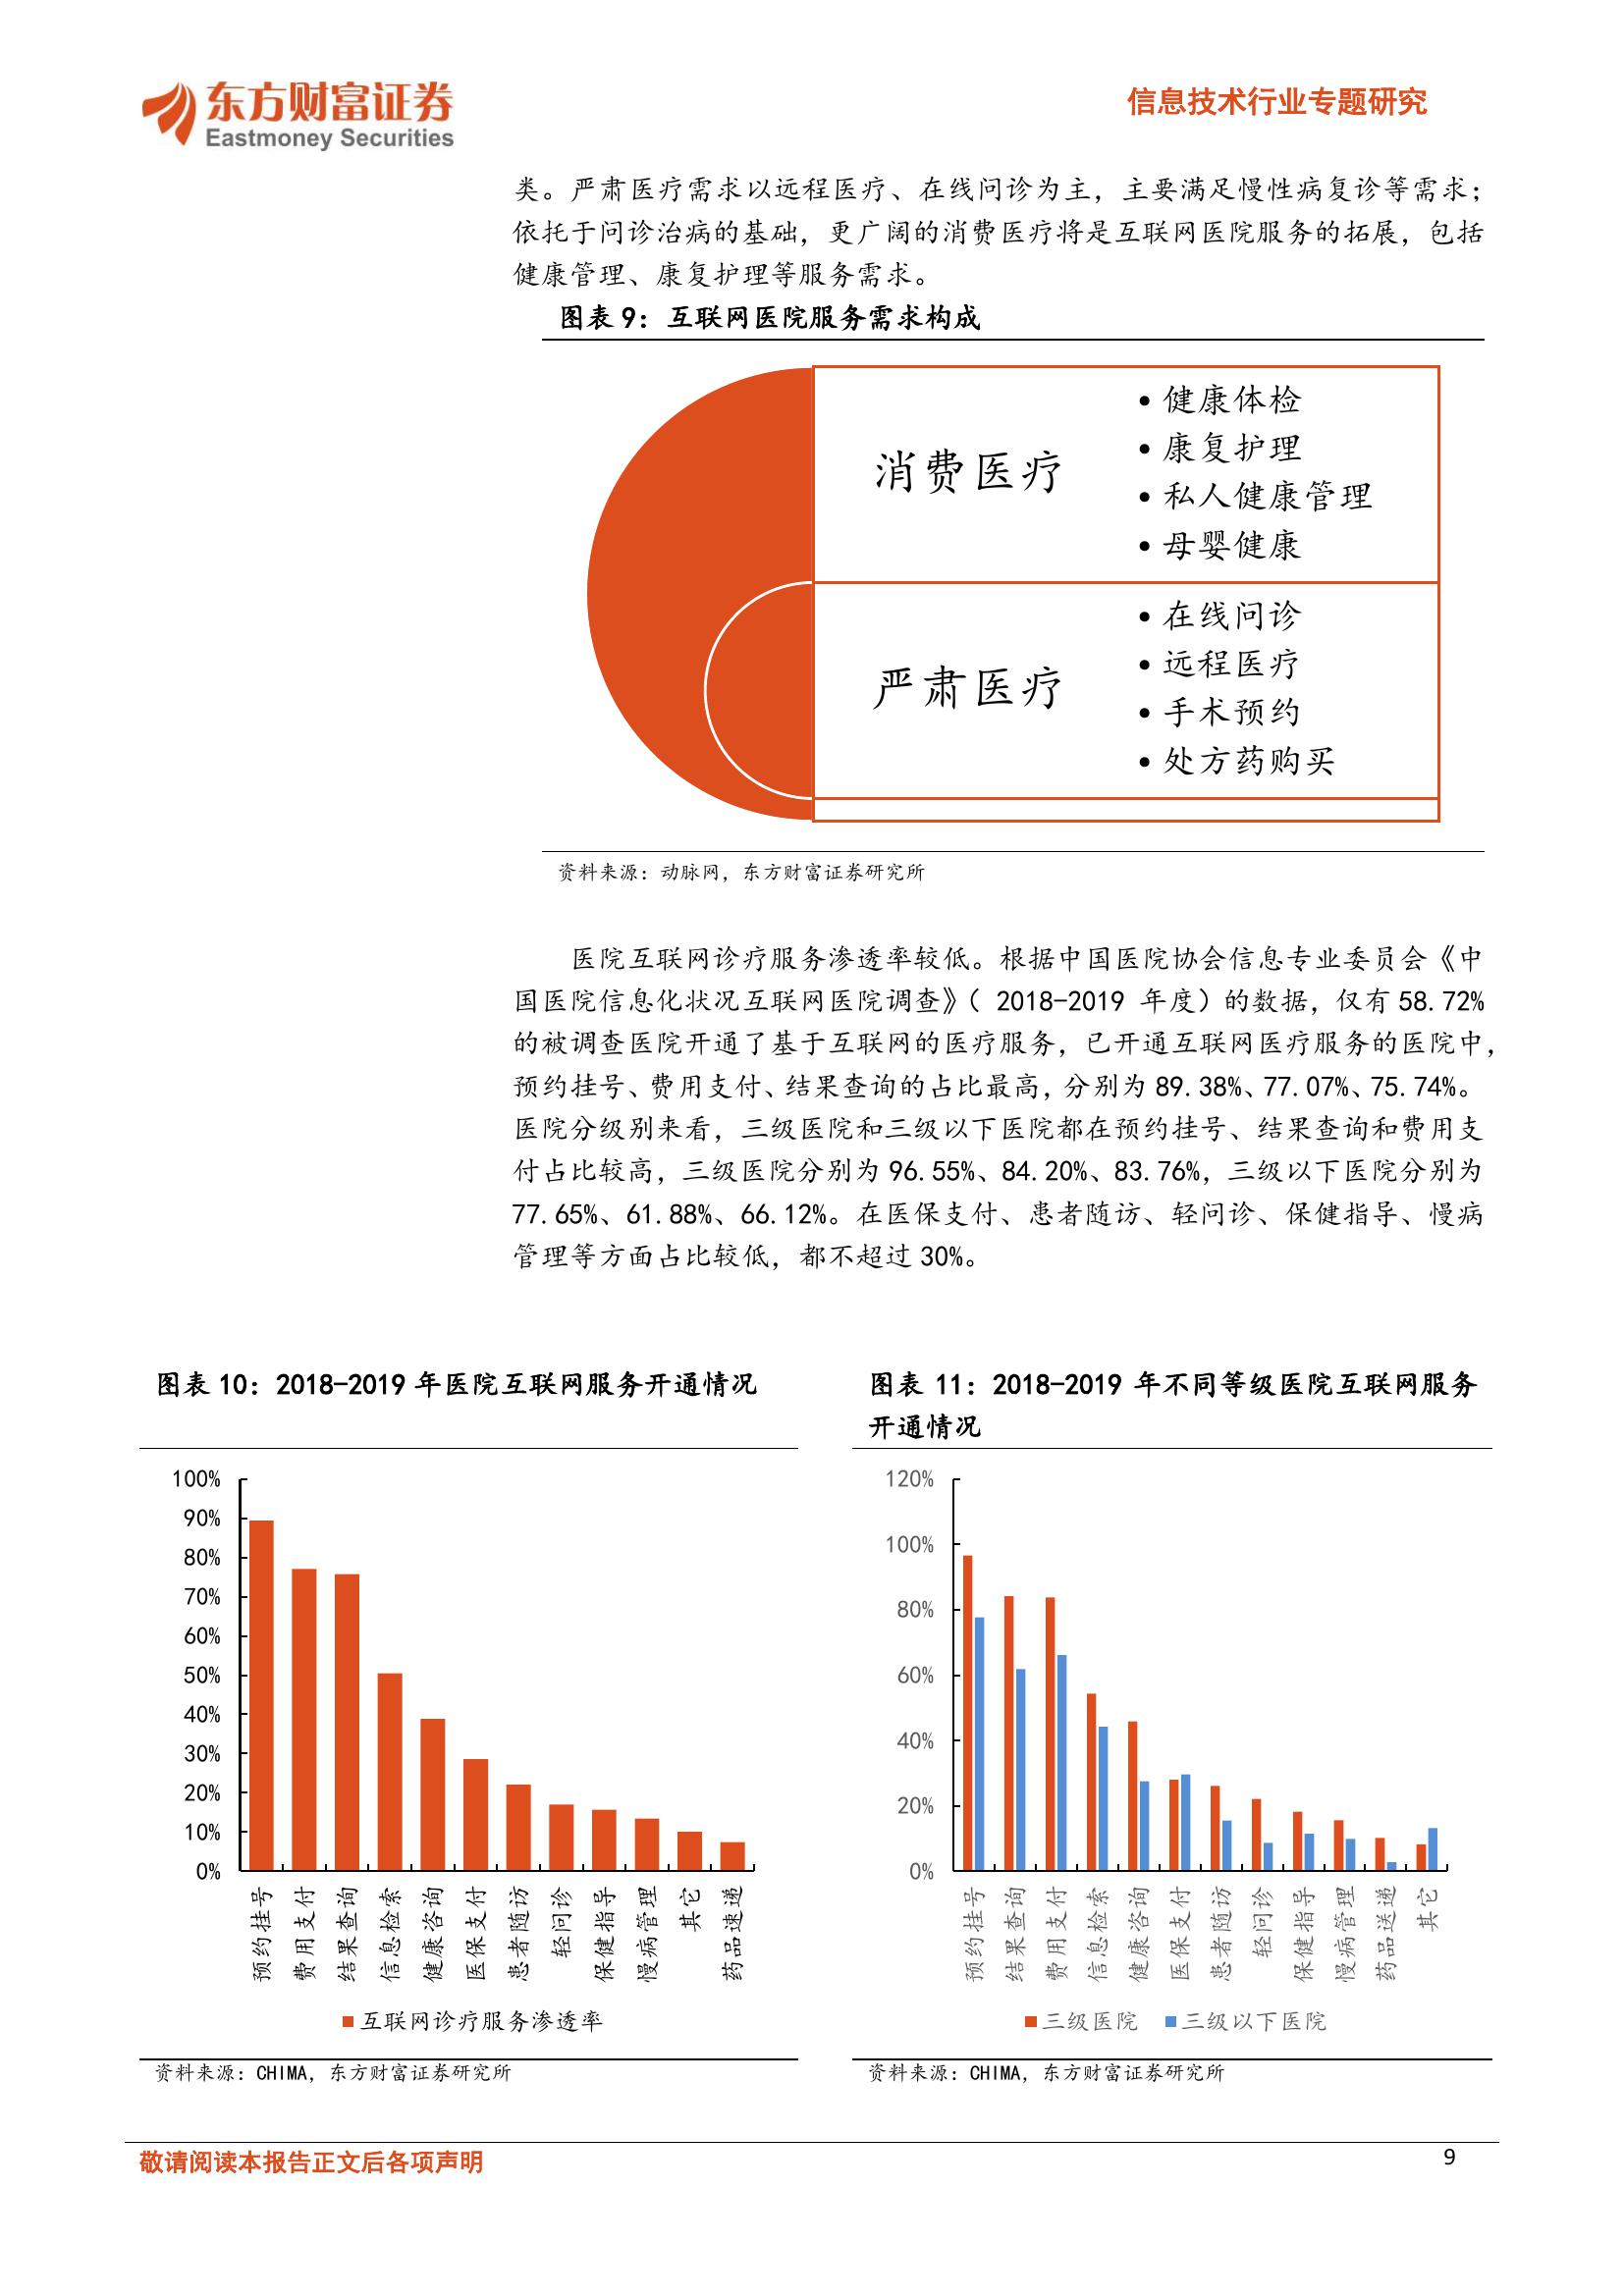 东方财富证券
Eastmoney Securities
信息技术行业专题研究
类。严肃医疗需求以远程医疗、在线问诊为主，主要满足慢性病复诊等需求；
依托于问诊治病的基础，更广阔的消费医疗将是互联网医院服务的拓展，包括
健康管理、康复护理等服务需求。
图表 9：互联网医院服务需求构成
消费医疗
• 健康体检
• 康复护理
• 私人健康管理
• 母婴健康
严肃医疗
• 在线问诊
• 远程医疗
• 手术预约
• 处方药购买
资料来源：动脉网，东方财富证券研究所
医院互联网诊疗服务渗透率较低。根据中国医院协会信息专业委员会《中
国医院信息化状况互联网医院调查》（ 2018-2019 年度）的数据，仅有 58.72%
的被调查医院开通了基于互联网的医疗服务，已开通互联网医疗服务的医院中，
预约挂号、费用支付、结果查询的占比最高，分别为 89.38%、77.07%、75.74%。
医院分级别来看，三级医院和三级以下医院都在预约挂号、结果查询和费用支
付占比较高，三级医院分别为 96.55%、84.20%、83.76%，三级以下医院分别为
77.65%、61.88%、66.12%。在医保支付、患者随访、轻问诊、保健指导、慢病
管理等方面占比较低，都不超过 30%。
图表 10：2018-2019 年医院互联网服务开通情况
100%
90%
80%
70%
60%
50%
40%
30%
20%
10%
0%
预约挂号
费用支付
结果查询
信息检索
健康咨询
医保支付
患者随访
轻问诊
保健指导
慢病管理
其它
药品速递
互联网诊疗服务渗透率
资料来源：CHIMA，东方财富证券研究所
图表 11：2018-2019 年不同等级医院互联网服务
开通情况
120%
100%
80%
60%
40%
20%
0%
预约挂号
结果查询
费用支付
信息检索
健康咨询
医保支付
患者随访
轻问诊
保健指导
慢病管理
药品送递
其它
三级医院
三级以下医院
资料来源：CHIMA，东方财富证券研究所
敬请阅读本报告正文后各项声明
9